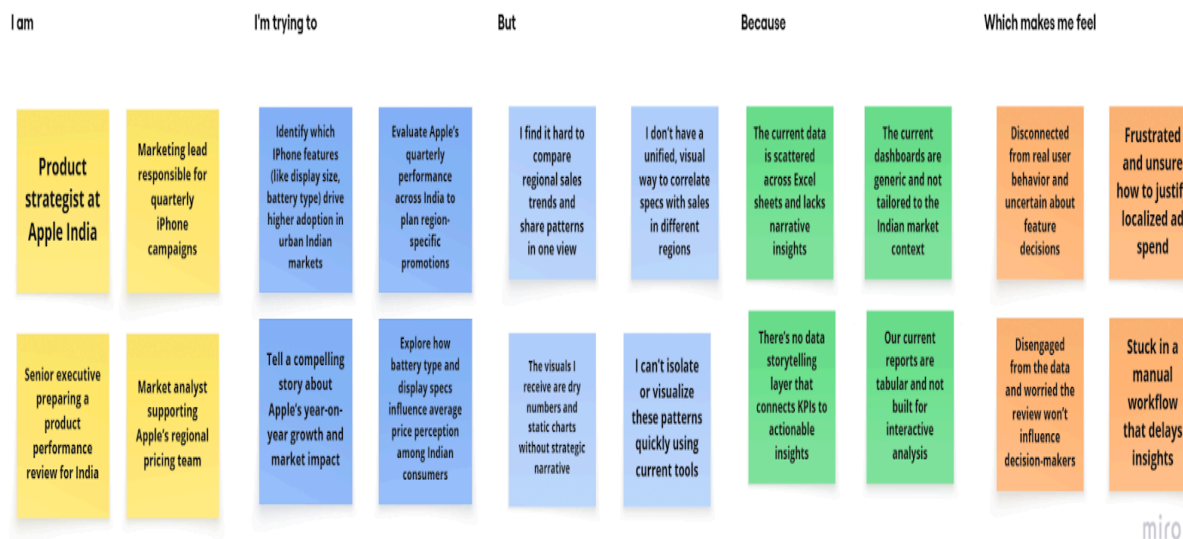 I am
I'm trying to
But
Because
Which makes me feel
Product
strategist at
Apple India
Marketing lead
responsible for
quarterly
iPhone
campaigns
Identify which
iPhone features
(like display size,
battery type) drive
higher adoption in
urban Indian
markets
Evaluate Apple's
quarterly
performance
across India to
plan region-
specific
promotions
I find it hard to
compare
regional sales
trends and
share patterns
in one view
I don't have a
unified, visual
way to correlate
specs with sales
in different
regions
The current data
is scattered
across Excel
sheets and lacks
narrative
insights
The current
dashboards are
generic and not
tailored to the
Indian market
context
Disconnected
from real user
behavior and
uncertain about
feature
decisions
Frustrated
and unsure
how to justif
localized ad
spend
Senior executive
preparing a
product
performance
review for India
Market analyst
supporting
Apple's regional
pricing team
Tell a compelling
story about
Apple's year-on-
year growth and
market impact
Explore how
battery type and
display specs
influence average
price perception
among Indian
consumers
The visuals I
receive are dry
numbers and
static charts
without strategic
narrative
I can't isolate
or visualize
these patterns
quickly using
current tools
There's no data
storytelling
layer that
connects KPIs to
actionable
insights
Our current
reports are
tabular and not
built for
interactive
analysis
Disengaged
from the data
and worried the
review won't
influence
decision-makers
Stuck in a
manual
workflow
that delays
insights
miro